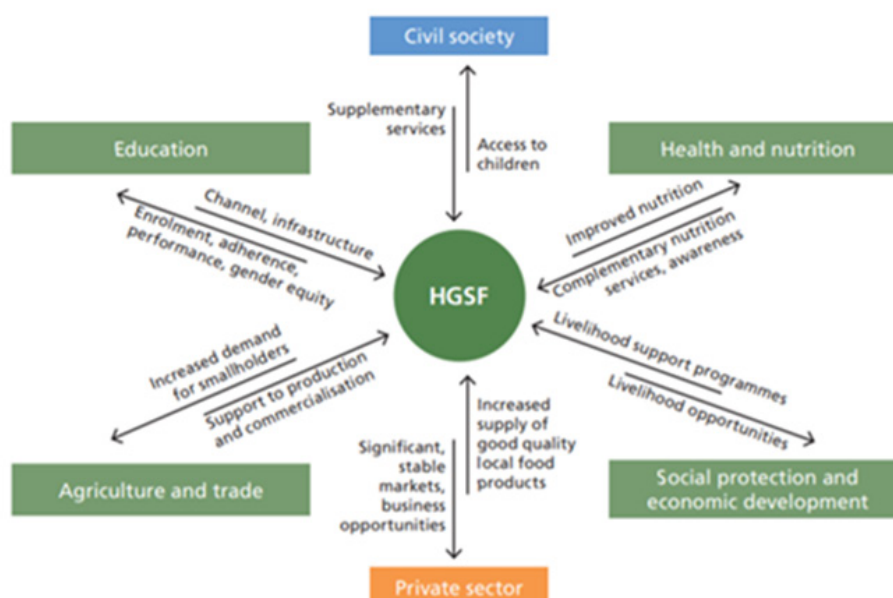 Civil society
Supplementary
services
Access to
children
Education
Health and nutrition
Channel, infrastructure
Enrolment, adherence,
performance, gender equity
Improved nutrition
Complementary nutrition
services, awareness
HGSF
Increased demand
for smallholders
Support to production
and commercialisation
Livelihood support programmes
Livelihood opportunities
Significant,
stable
markets,
business
opportunities
Increased
supply of
good quality
local food
products
Agriculture and trade
Social protection and
economic development
Private sector